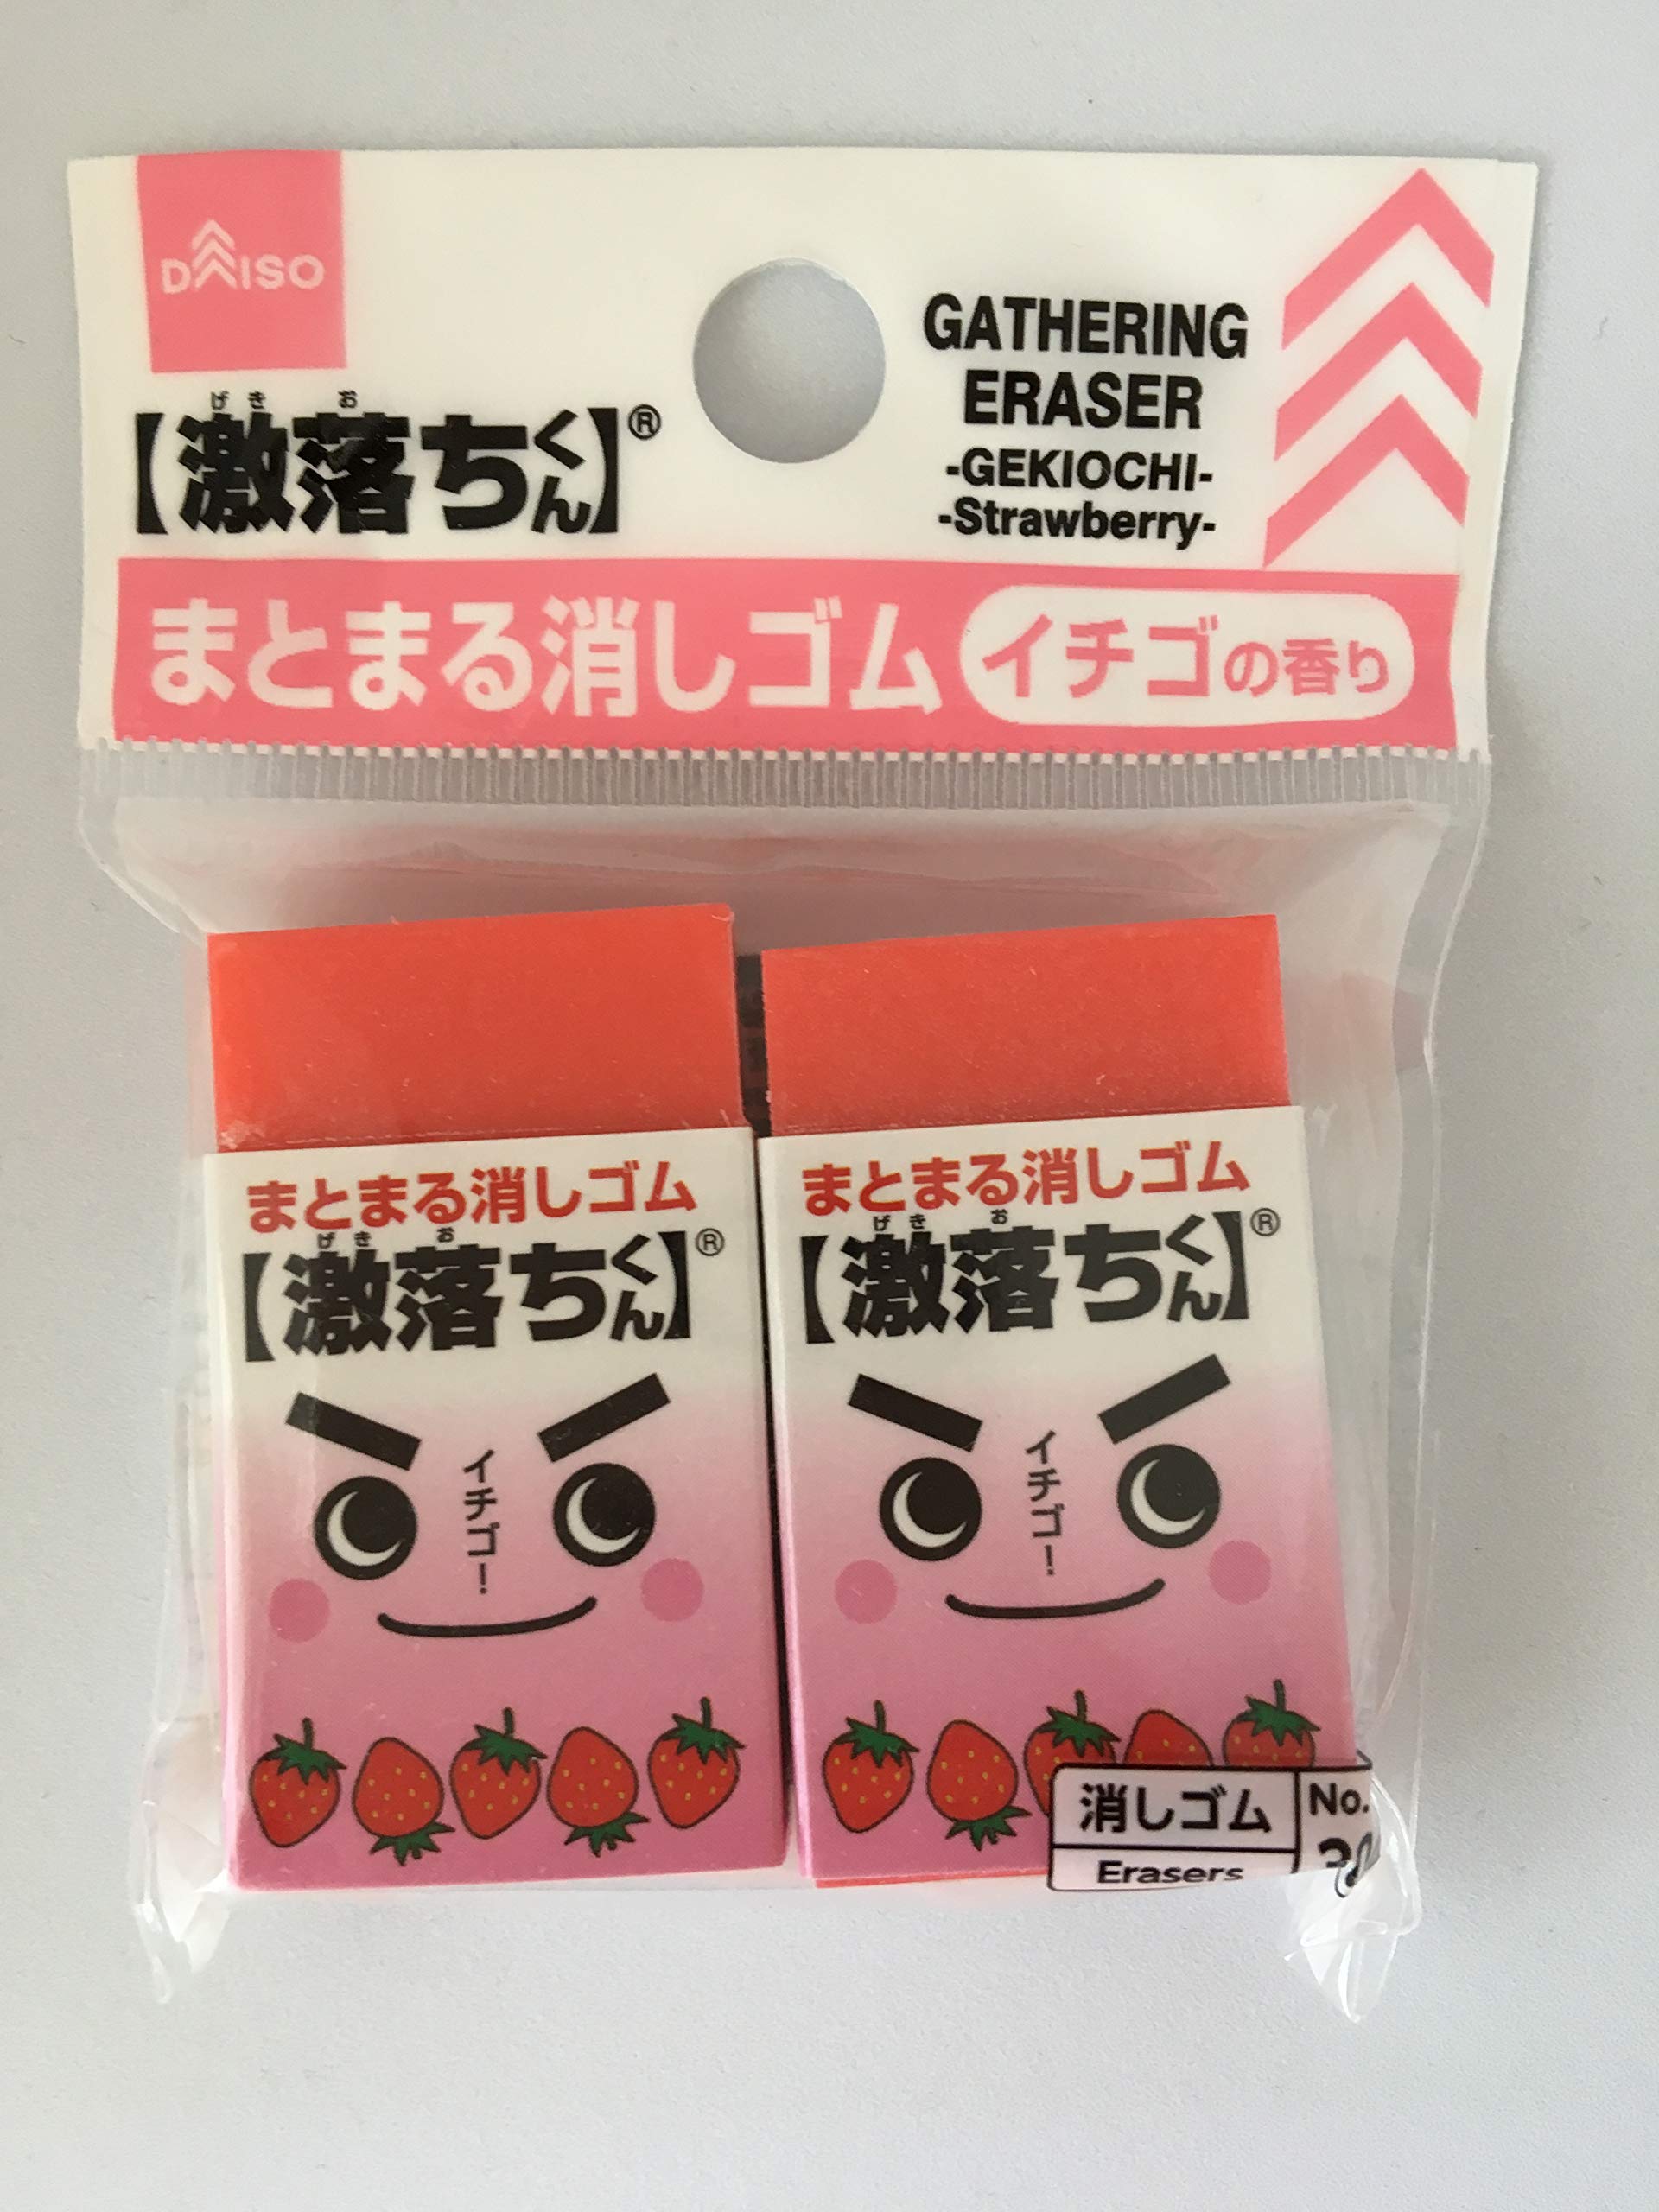 DAISO
【激落ちくん】®
げき お
GATHERING
ERASER
-GEKIOCHI-
-Strawberry-
まとまる消しゴム イチゴの香り
まとまる消しゴム
げき お
【激落ちくん】®
イチゴ!
まとまる消しゴム
げき お
【激落ちくん】®
イチゴ!
消しゴム
Erasers
No.